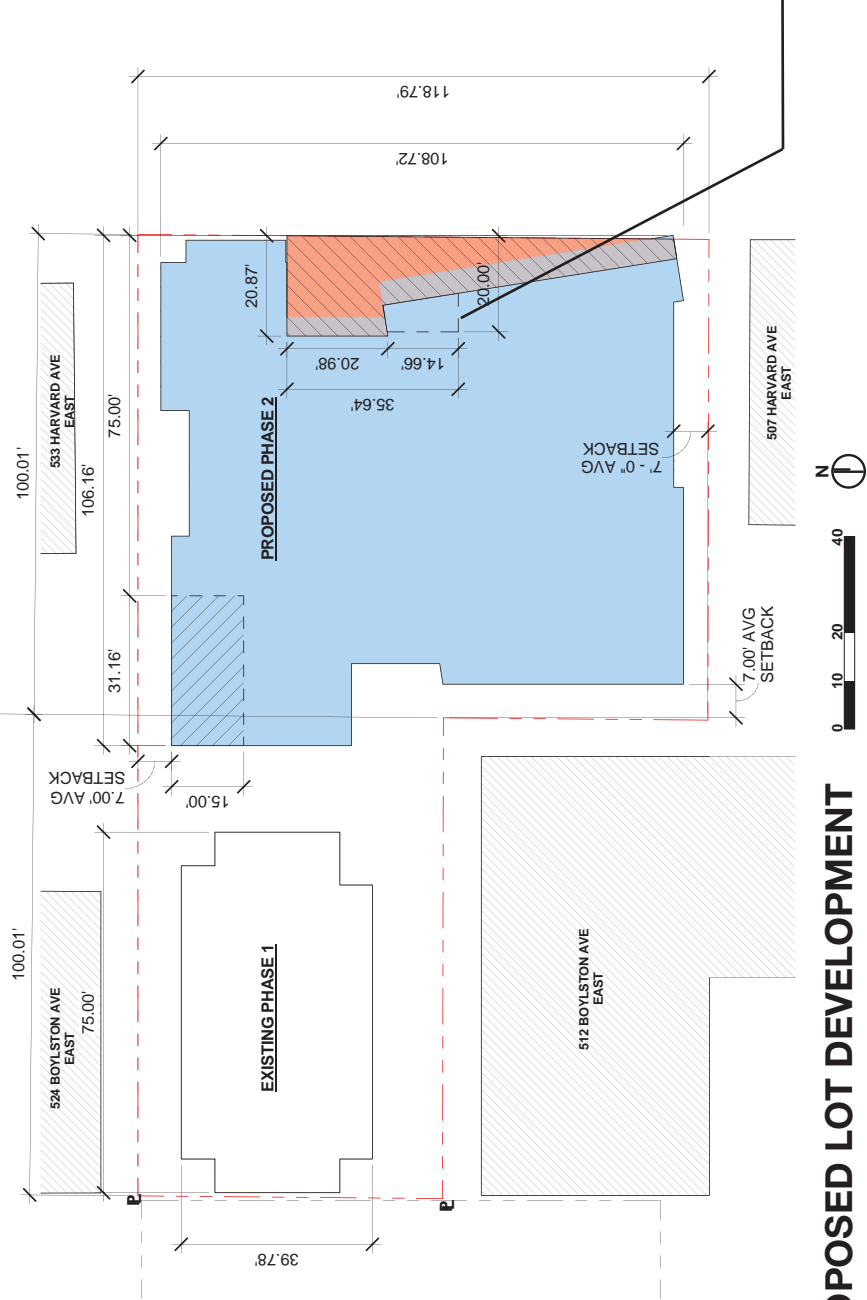 118.79'
108.72'
100.01'
533 HARVARD AVE
EAST
106.16'
75.00'
20.87'
20.00'
20.98'
14.66'
35.64'
PROPOSED PHASE 2
7' - 0" AVG
SETBACK
507 HARVARD AVE
EAST
N
31.16'
7.00' AVG
SETBACK
15.00'
7.00' AVG
SETBACK
0 10 20 40
100.01'
524 BOYLSTON AVE
EAST
75.00'
EXISTING PHASE 1
512 BOYLSTON AVE
EAST
39.78'
PL
PL
OPOSED LOT DEVELOPMENT